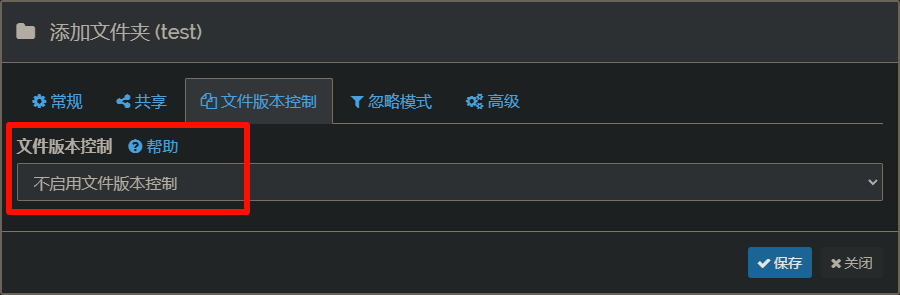 添加文件夹 (test)
常规 共享 文件版本控制 忽略模式 高级
文件版本控制 帮助
不启用文件版本控制
保存 关闭